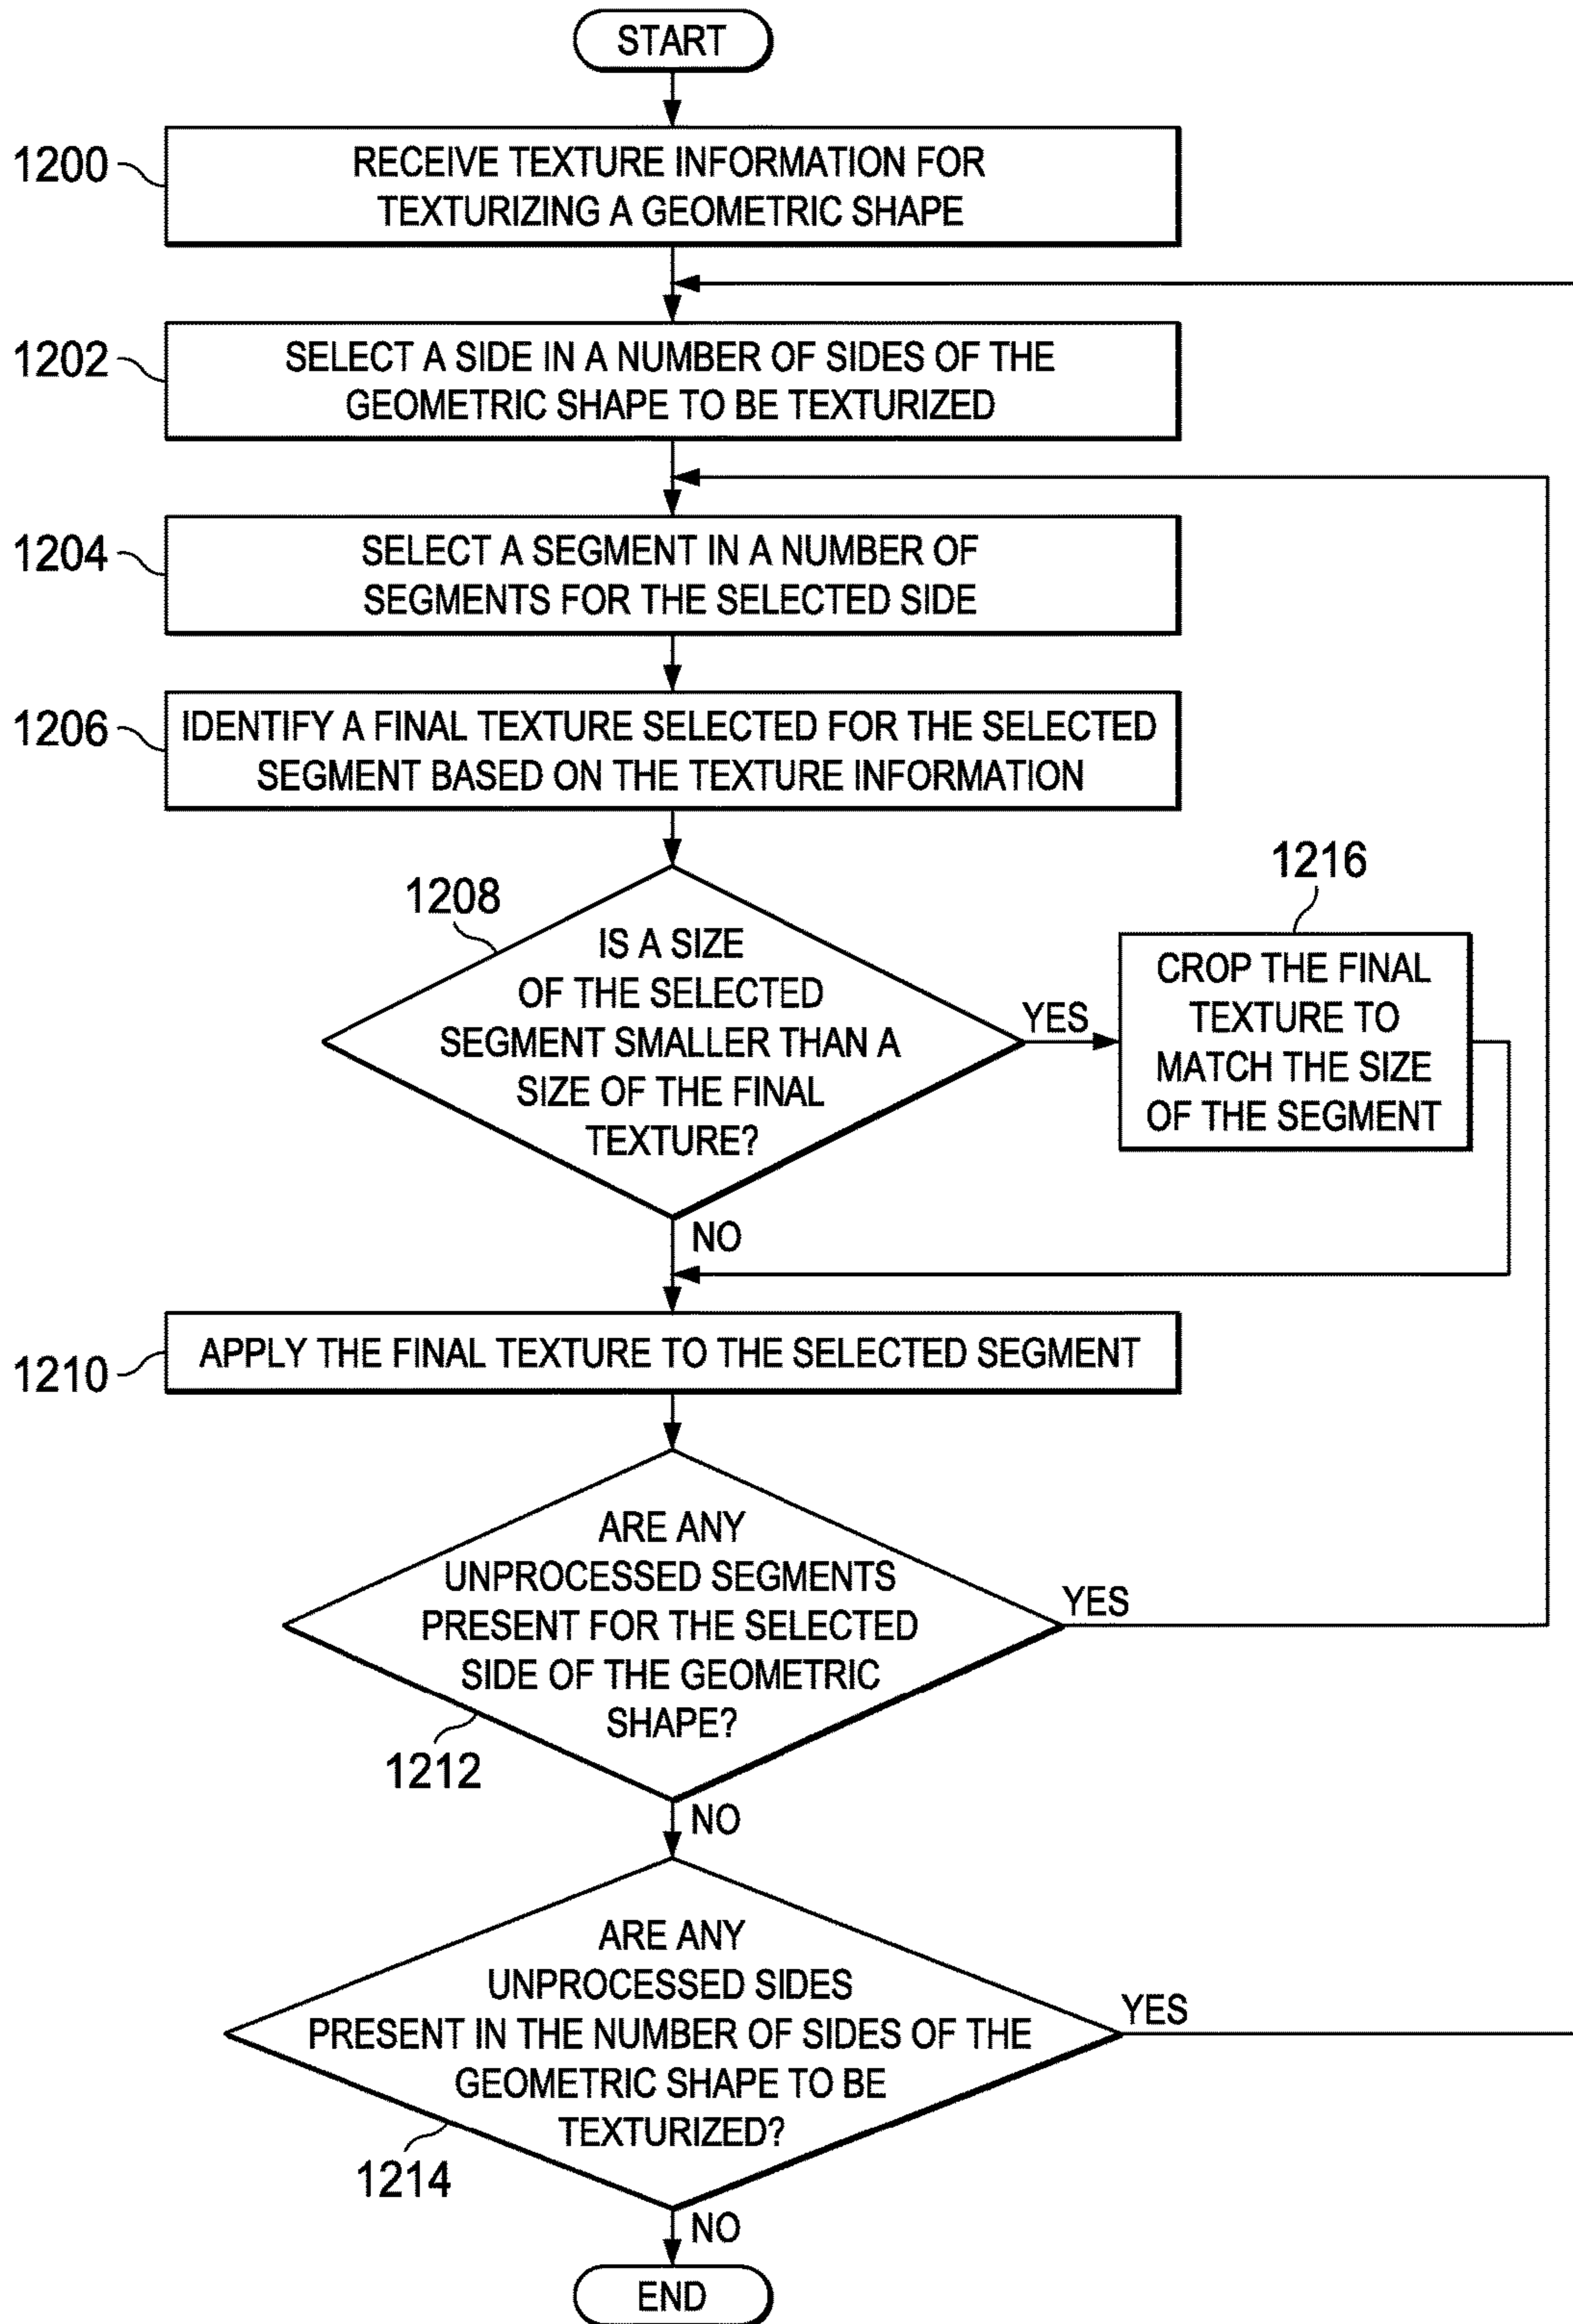 START
1200
RECEIVE TEXTURE INFORMATION FOR
TEXTURIZING A GEOMETRIC SHAPE
1202
SELECT A SIDE IN A NUMBER OF SIDES OF THE
GEOMETRIC SHAPE TO BE TEXTURIZED
1204
SELECT A SEGMENT IN A NUMBER OF
SEGMENTS FOR THE SELECTED SIDE
1206
IDENTIFY A FINAL TEXTURE SELECTED FOR THE SELECTED
SEGMENT BASED ON THE TEXTURE INFORMATION
1208
IS A SIZE
OF THE SELECTED
SEGMENT SMALLER THAN A
SIZE OF THE FINAL
TEXTURE?
YES
1216
CROP THE FINAL
TEXTURE TO
MATCH THE SIZE
OF THE SEGMENT
NO
1210
APPLY THE FINAL TEXTURE TO THE SELECTED SEGMENT
ARE ANY
UNPROCESSED SEGMENTS
PRESENT FOR THE SELECTED
SIDE OF THE GEOMETRIC
SHAPE?
YES
1212
NO
ARE ANY
UNPROCESSED SIDES
PRESENT IN THE NUMBER OF SIDES OF THE
GEOMETRIC SHAPE TO BE
TEXTURIZED?
YES
1214
NO
END